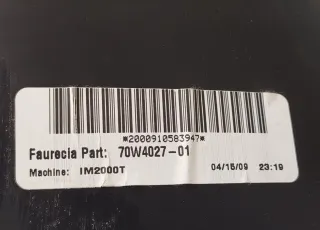 *2000910583947*
Faurecia Part: 70W4027-01
Machine: IM2000T 04/15/09 23:19